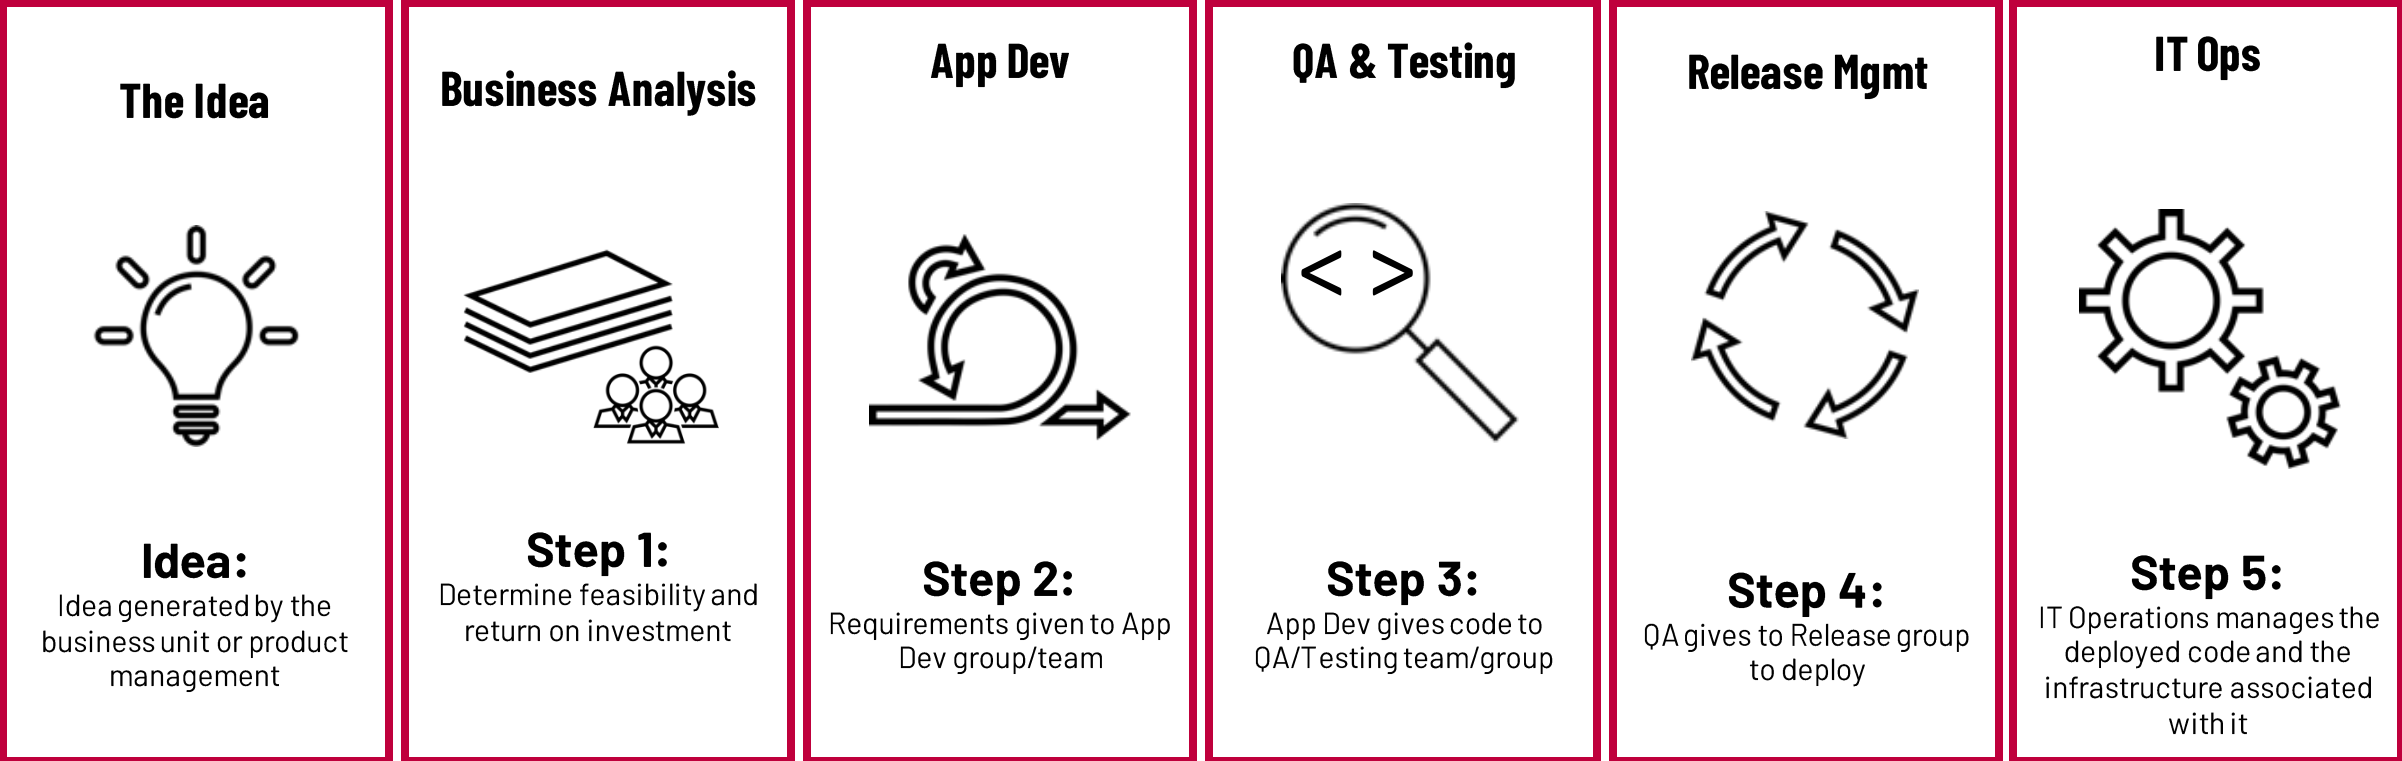 The Idea
Idea:
Idea generated by the
business unit or product
management
Business Analysis
Step 1:
Determine feasibility and
return on investment
App Dev
Step 2:
Requirements given to App
Dev group/team
QA & Testing
< >
Step 3:
App Dev gives code to
QA/Testing team/group
Release Mgmt
Step 4:
QA gives to Release group
to deploy
IT Ops
Step 5:
IT Operations manages the
deployed code and the
infrastructure associated
with it